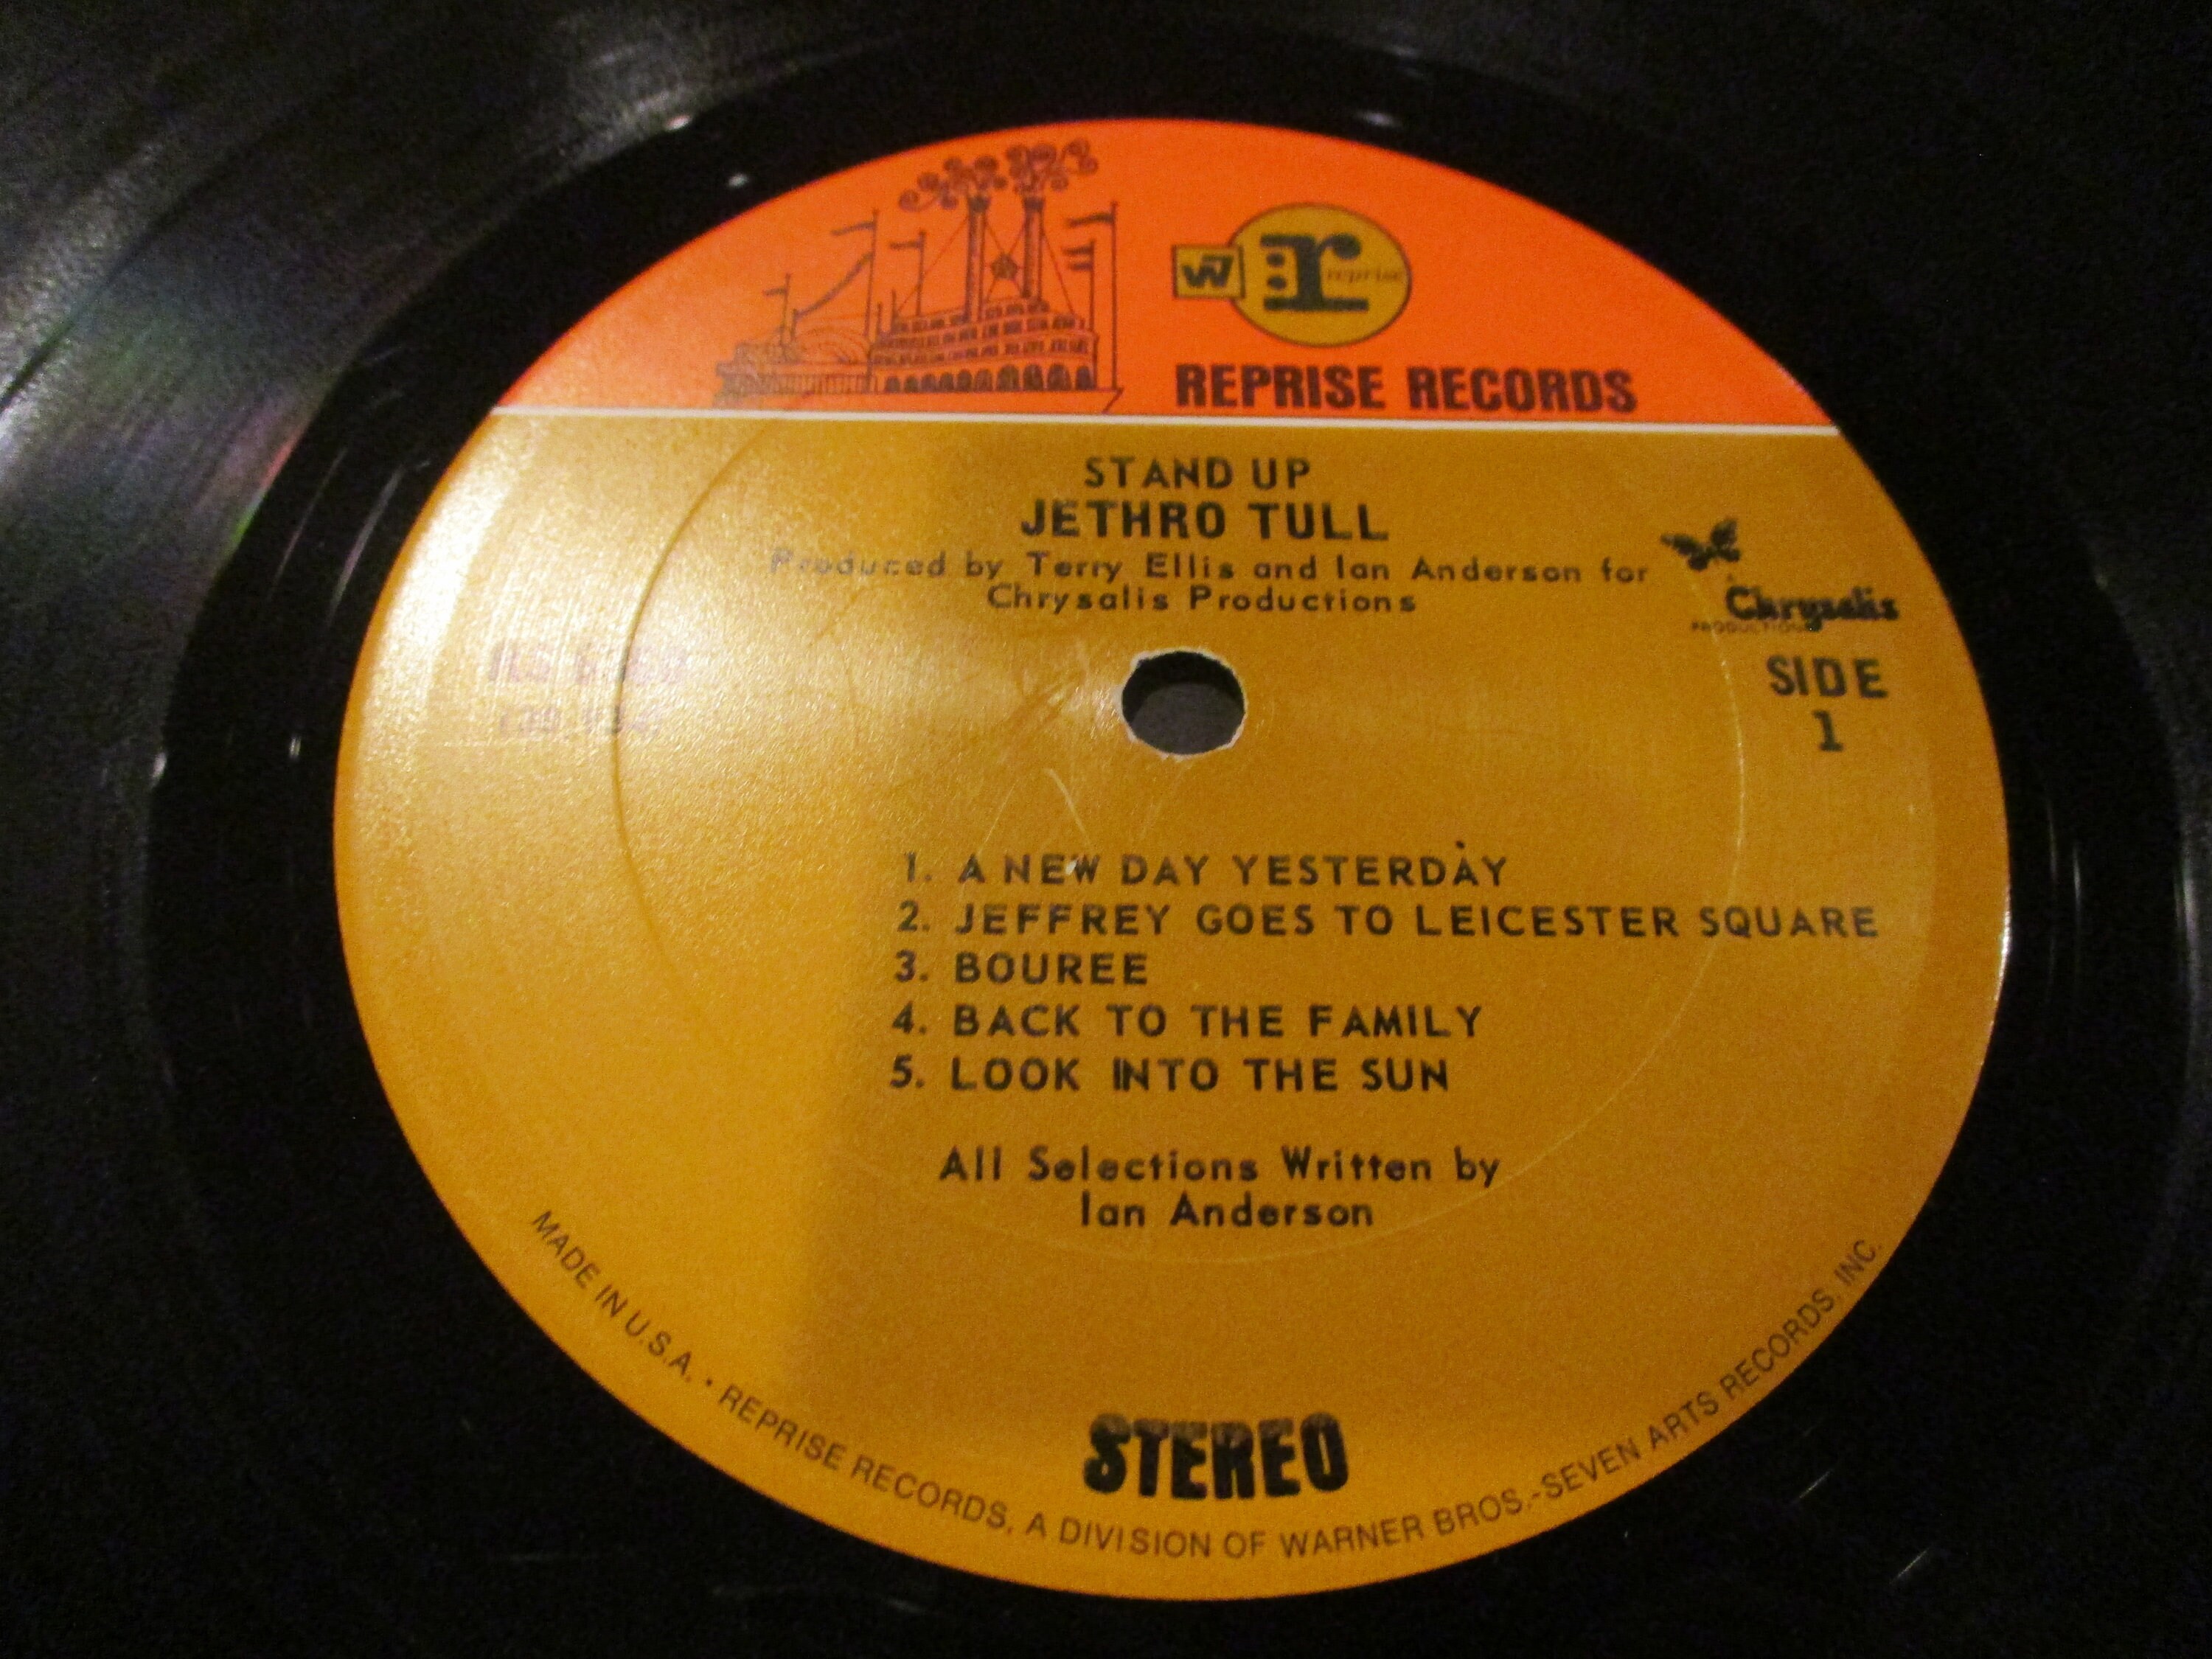 W7 r reprise
REPRISE RECORDS
STAND UP
JETHRO TULL
Produced by Terry Ellis and Ian Anderson for
Chrysalis Productions
A
Chrysalis
PRODUCTION
SIDE
1
1. A NEW DAY YESTERDAY
2. JEFFREY GOES TO LEICESTER SQUARE
3. BOUREE
4. BACK TO THE FAMILY
5. LOOK INTO THE SUN
All Selections Written by
Ian Anderson
STEREO
MADE IN U.S.A. • REPRISE RECORDS, A DIVISION OF WARNER BROS.-SEVEN ARTS RECORDS, INC.